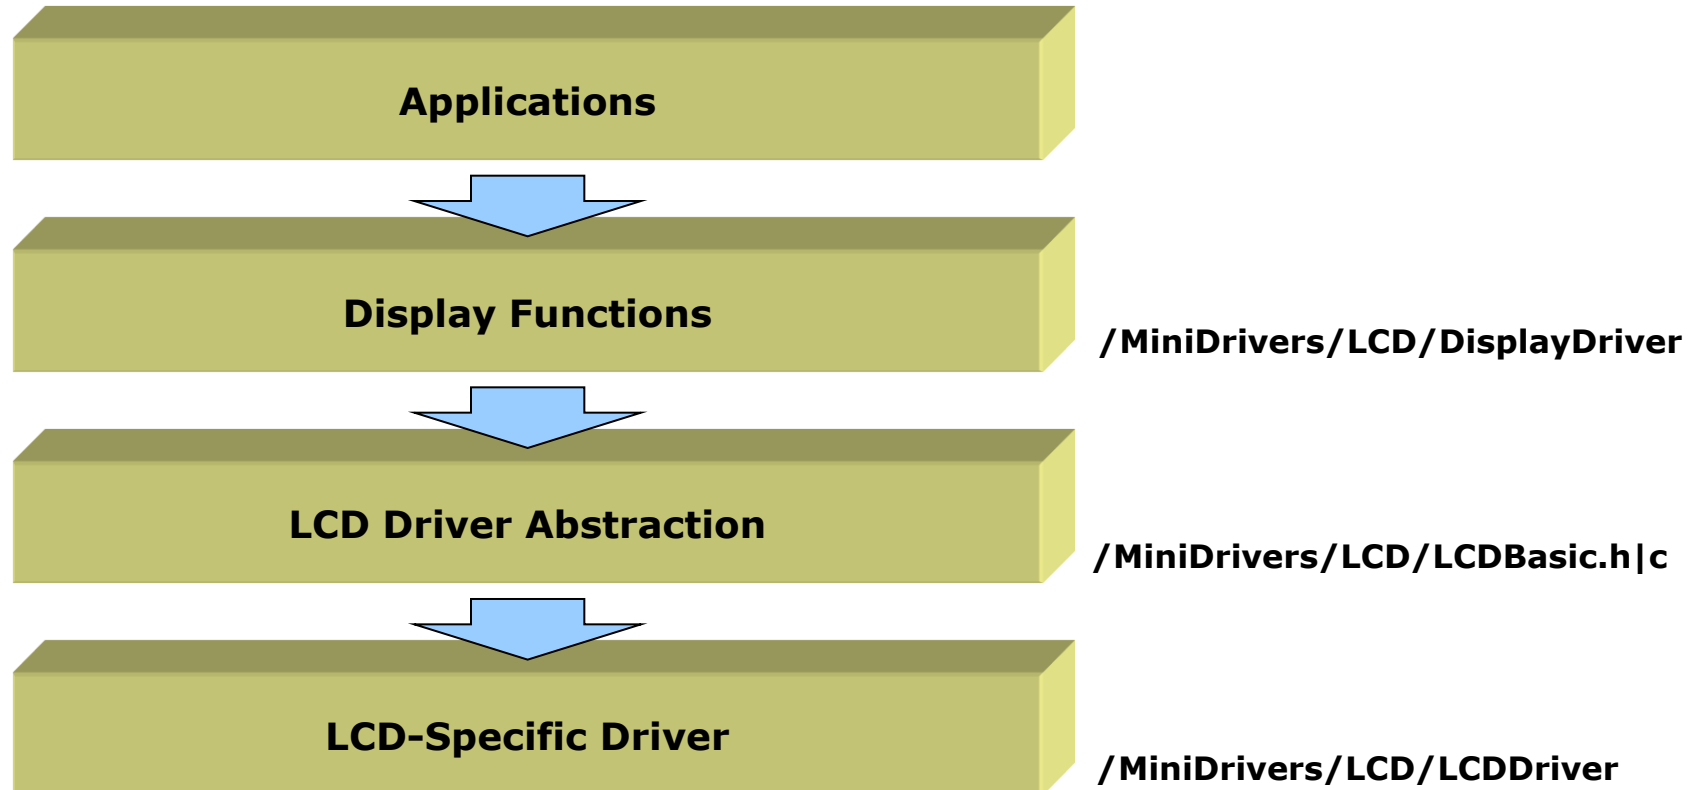 Applications
Display Functions
/MiniDrivers/LCD/DisplayDriver
LCD Driver Abstraction
/MiniDrivers/LCD/LCDBasic.h|c
LCD-Specific Driver
/MiniDrivers/LCD/LCDDriver